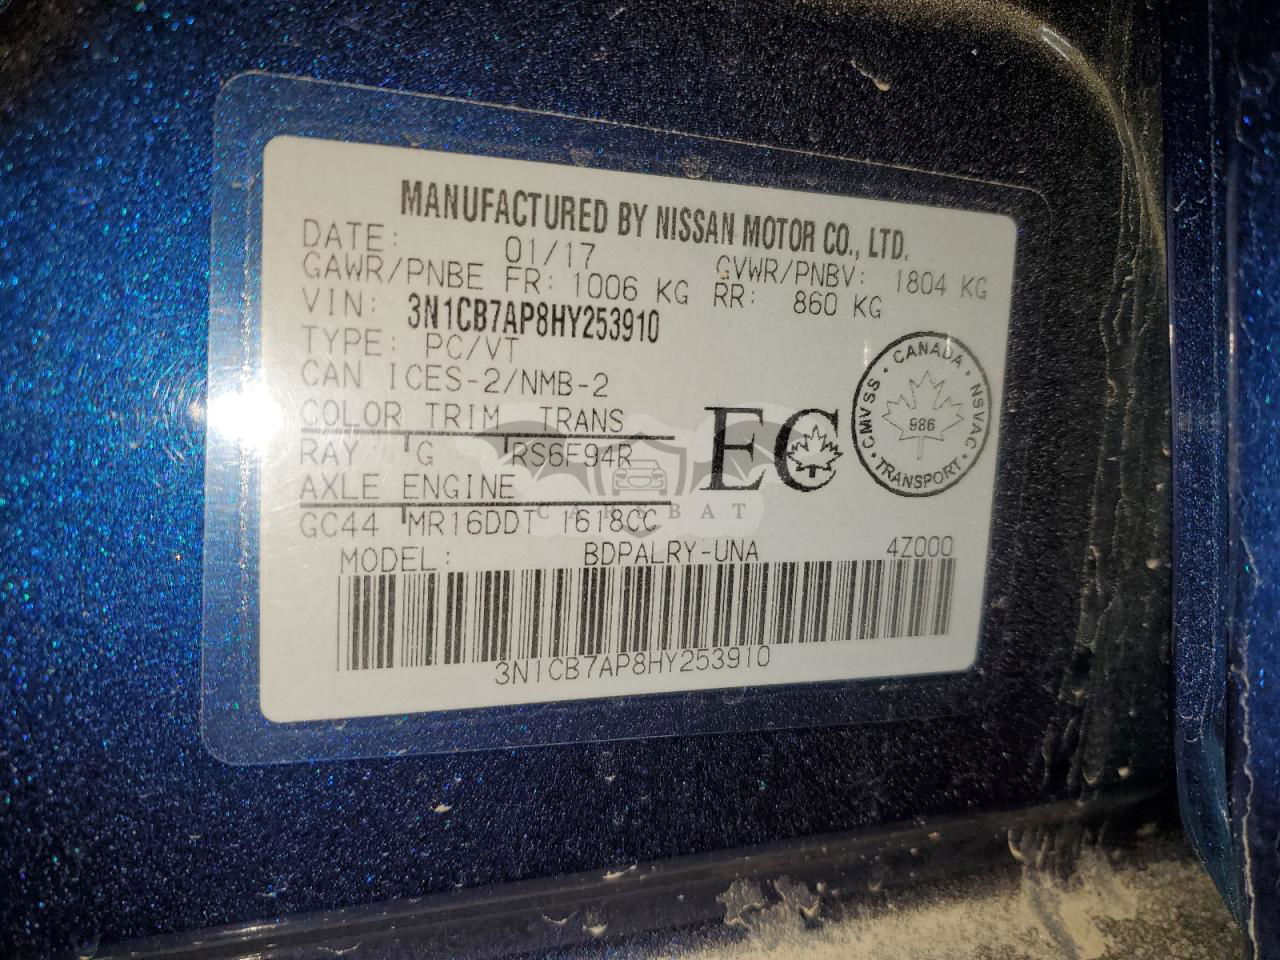 MANUFACTURED BY NISSAN MOTOR CO., LTD.
DATE: 01/17 GVWR/PNBV: 1804 KG
GAWR/PNBE FR: 1006 KG RR: 860 KG
VIN: 3N1CB7AP8HY253910
TYPE: PC/VT
CAN ICES-2/NMB-2
COLOR TRIM TRANS
RAY G RS6F94R
AXLE ENGINE
GC44 MR16DDT 1618CC
EC
CANADA · NSVAC · TRANSPORT · CMVSS ·
986
CARSBAT
MODEL: BDPALRY-UNA 4Z000
3N1CB7AP8HY253910